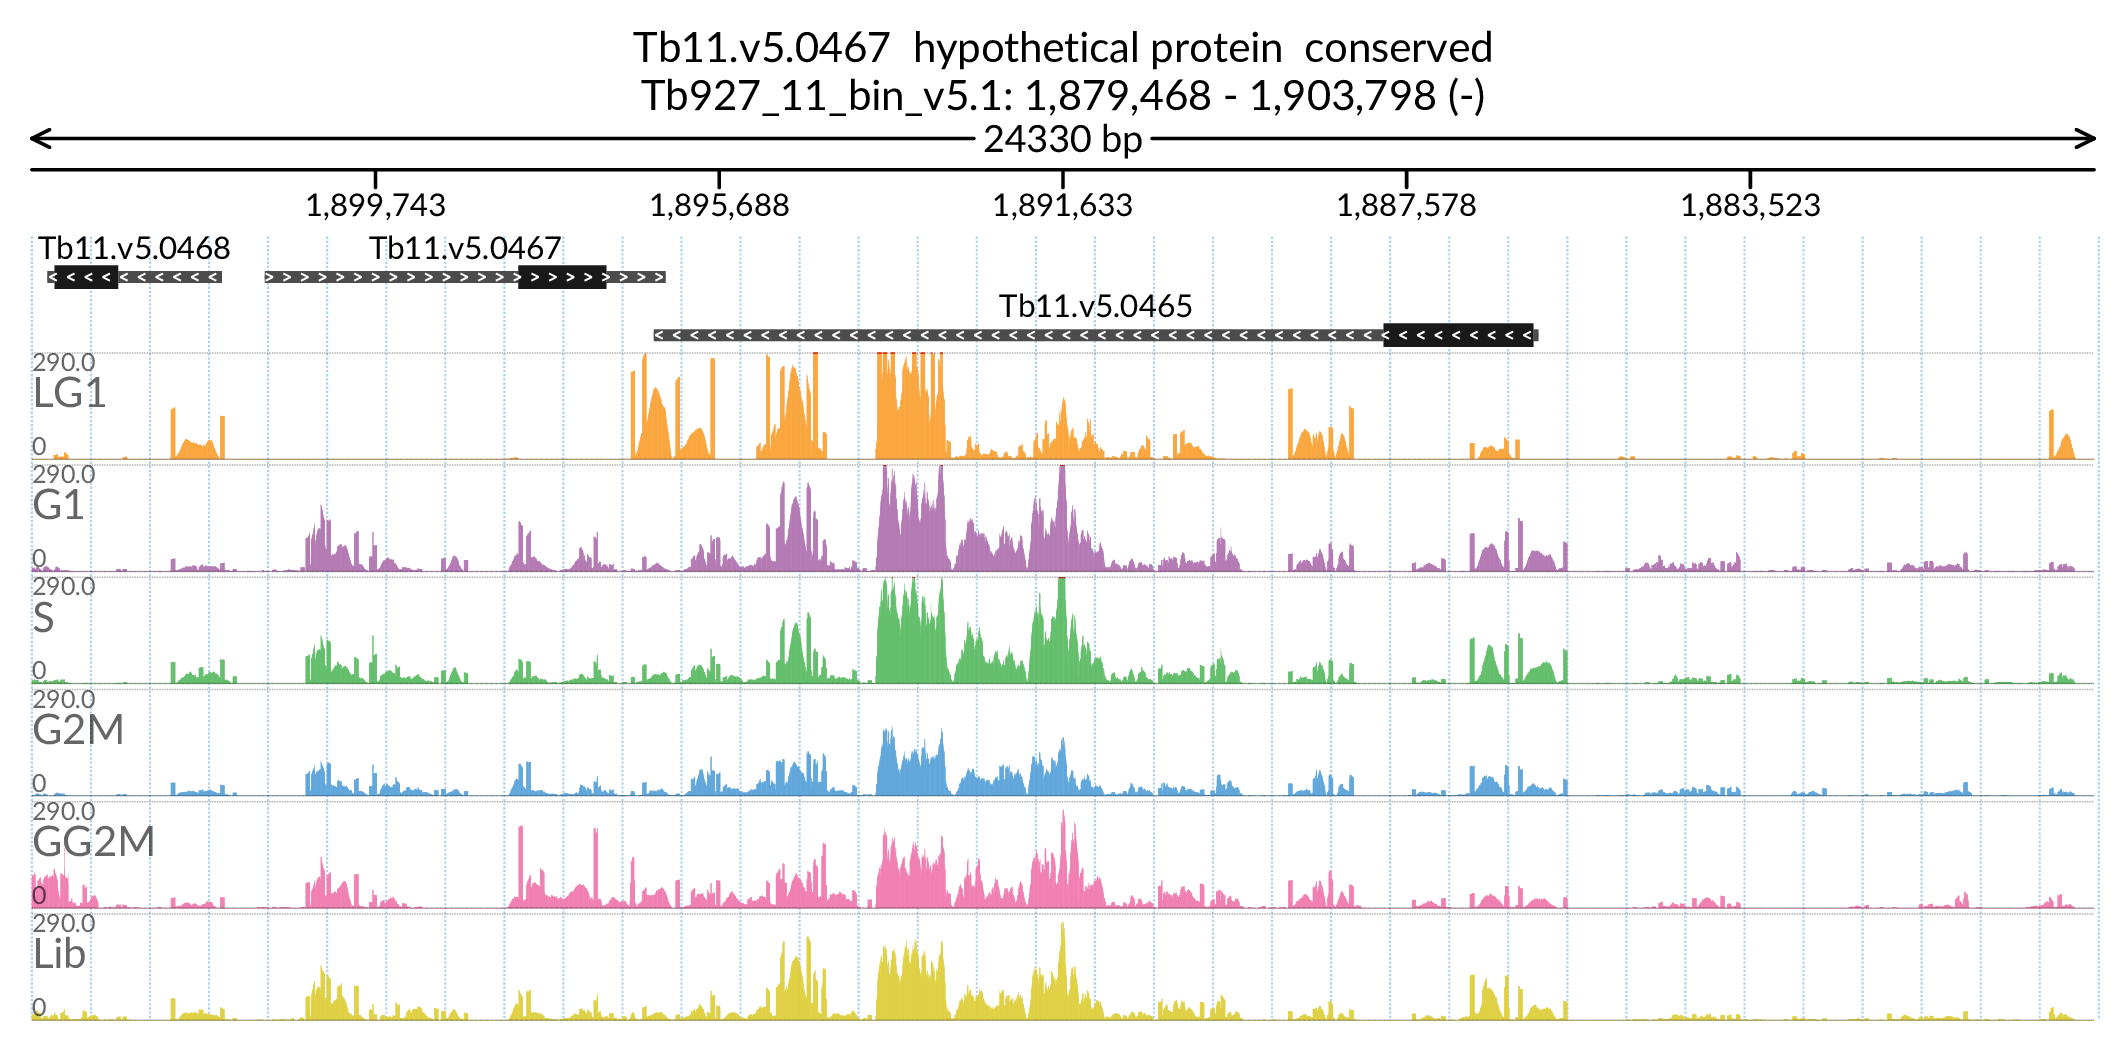 Tb11.v5.0467 hypothetical protein conserved
Tb927_11_bin_v5.1: 1,879,468 - 1,903,798 (-)
24330 bp
1,899,743 1,895,688 1,891,633 1,887,578 1,883,523
Tb11.v5.0468 Tb11.v5.0467
Tb11.v5.0465
290.0
LG1
0
290.0
G1
0
290.0
S
0
290.0
G2M
0
290.0
GG2M
0
290.0
Lib
0